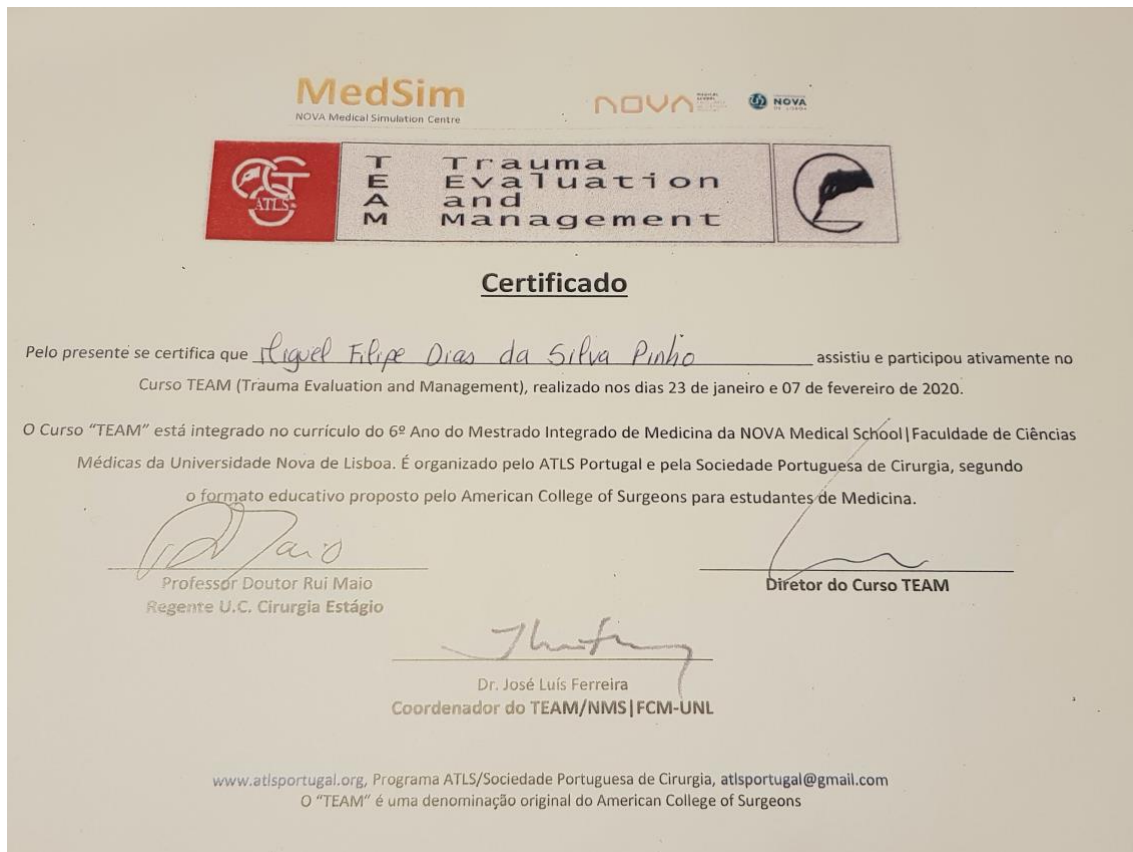 MedSim
NOVA Medical Simulation Centre
NOVA
NOVA
ATLS
TEAM
Trauma
Evaluation
and
Management
Certificado
Pelo presente se certifica que Miguel Filipe Dias da Silva Pinho assistiu e participou ativamente no
Curso TEAM (Trauma Evaluation and Management), realizado nos dias 23 de janeiro e 07 de fevereiro de 2020.
O Curso “TEAM” está integrado no currículo do 6º Ano do Mestrado Integrado de Medicina da NOVA Medical School|Faculdade de Ciências
Médicas da Universidade Nova de Lisboa. É organizado pelo ATLS Portugal e pela Sociedade Portuguesa de Cirurgia, segundo
o formato educativo proposto pelo American College of Surgeons para estudantes de Medicina.
Professor Doutor Rui Maio
Regente U.C. Cirurgia Estágio
Diretor do Curso TEAM
Dr. José Luís Ferreira
Coordenador do TEAM/NMS|FCM-UNL
www.atlsportugal.org, Programa ATLS/Sociedade Portuguesa de Cirurgia, atlsportugal@gmail.com
O “TEAM” é uma denominação original do American College of Surgeons